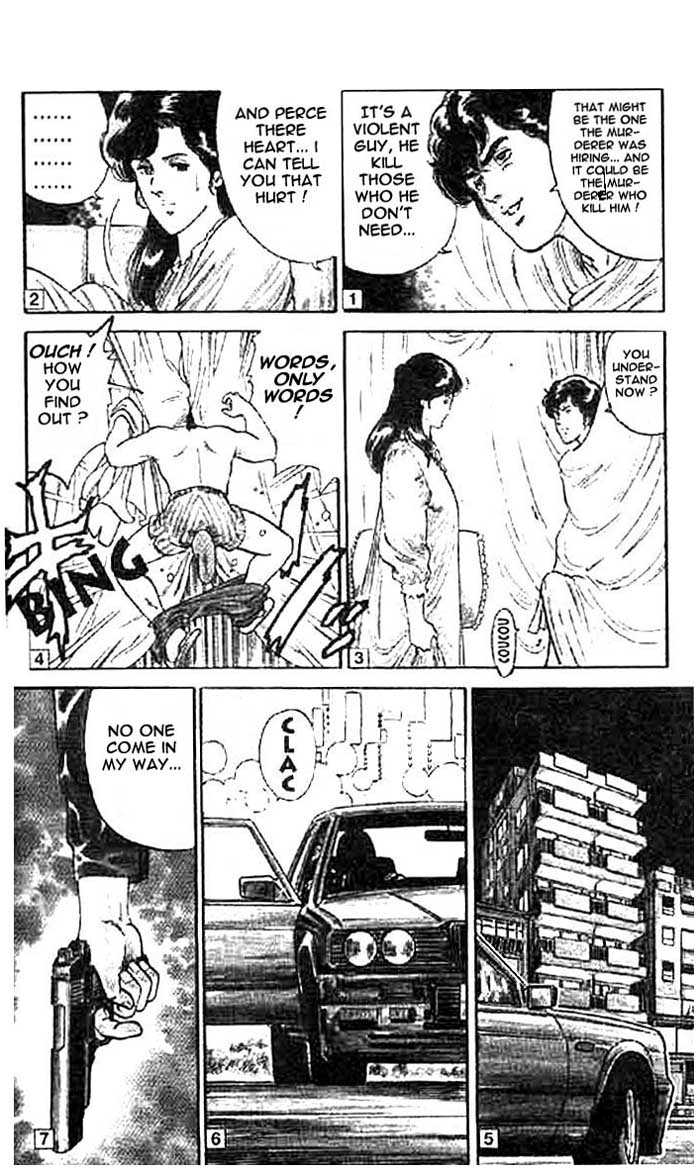 THAT MIGHT
BE THE ONE
THE MUR-
DERER WAS
HIRING... AND
IT COULD BE
THE MUR-
DERER WHO
KILL HIM !
IT'S A
VIOLENT
GUY, HE
KILL
THOSE
WHO HE
DON'T
NEED...
1
AND PERCE
THERE
HEART... I
CAN TELL
YOU THAT
HURT !
......
......
......
......
2
YOU
UNDER-
STAND
NOW ?
COUCOU
3
WORDS,
ONLY
WORDS
!
OUCH !
HOW
YOU
FIND
OUT ?
BING
4
5
CLAC
6
NO ONE
COME IN
MY WAY...
7